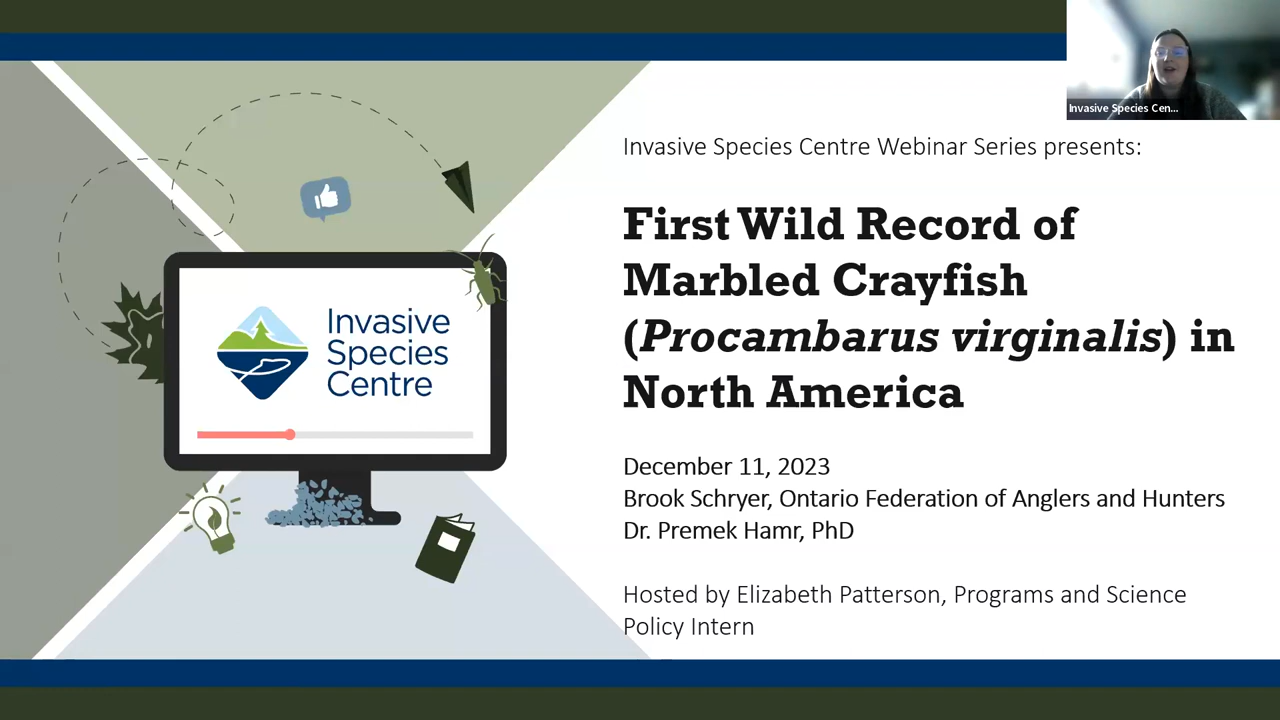 Invasive Species Cen...
Invasive Species Centre Webinar Series presents:
First Wild Record of
Marbled Crayfish
(Procambarus virginalis) in
North America
Invasive
Species
Centre
December 11, 2023
Brook Schryer, Ontario Federation of Anglers and Hunters
Dr. Premek Hamr, PhD
Hosted by Elizabeth Patterson, Programs and Science
Policy Intern